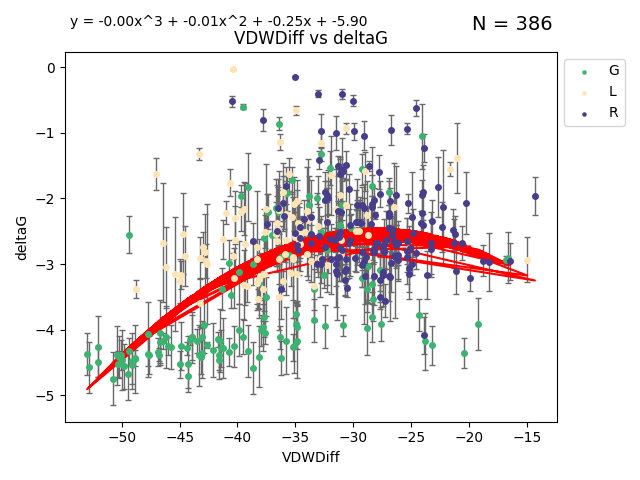 y = -0.00x^3 + -0.01x^2 + -0.25x + -5.90
N = 386
VDWDiff vs deltaG
G
L
R
0
−1
−2
−3
−4
−5
deltaG
−50 −45 −40 −35 −30 −25 −20 −15
VDWDiff